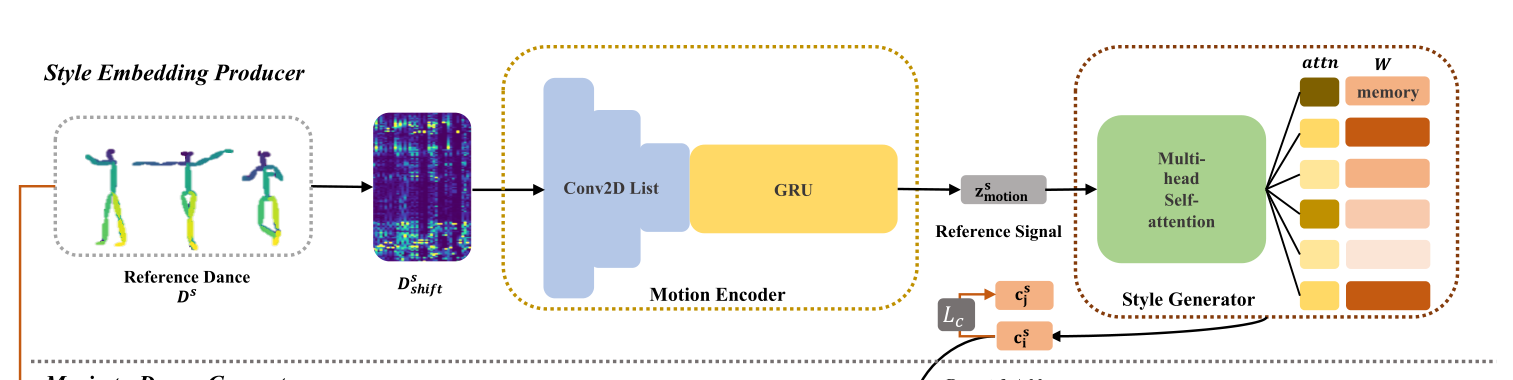 Style Embedding Producer
attn
W
memory
Conv2D List
GRU
z^s_motion
Multi-
head
Self-
attention
Reference Signal
Reference Dance
D^s
D^s_shift
Motion Encoder
Style Generator
c^s_j
L_C
c^s_i